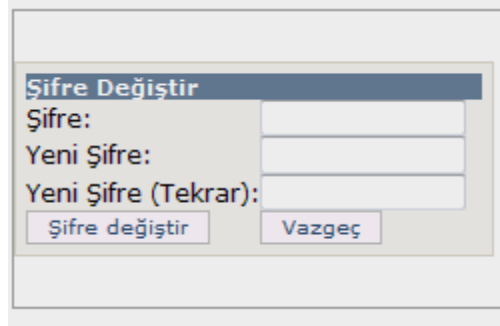 Şifre Değiştir
Şifre:
Yeni Şifre:
Yeni Şifre (Tekrar):
Şifre değiştir Vazgeç